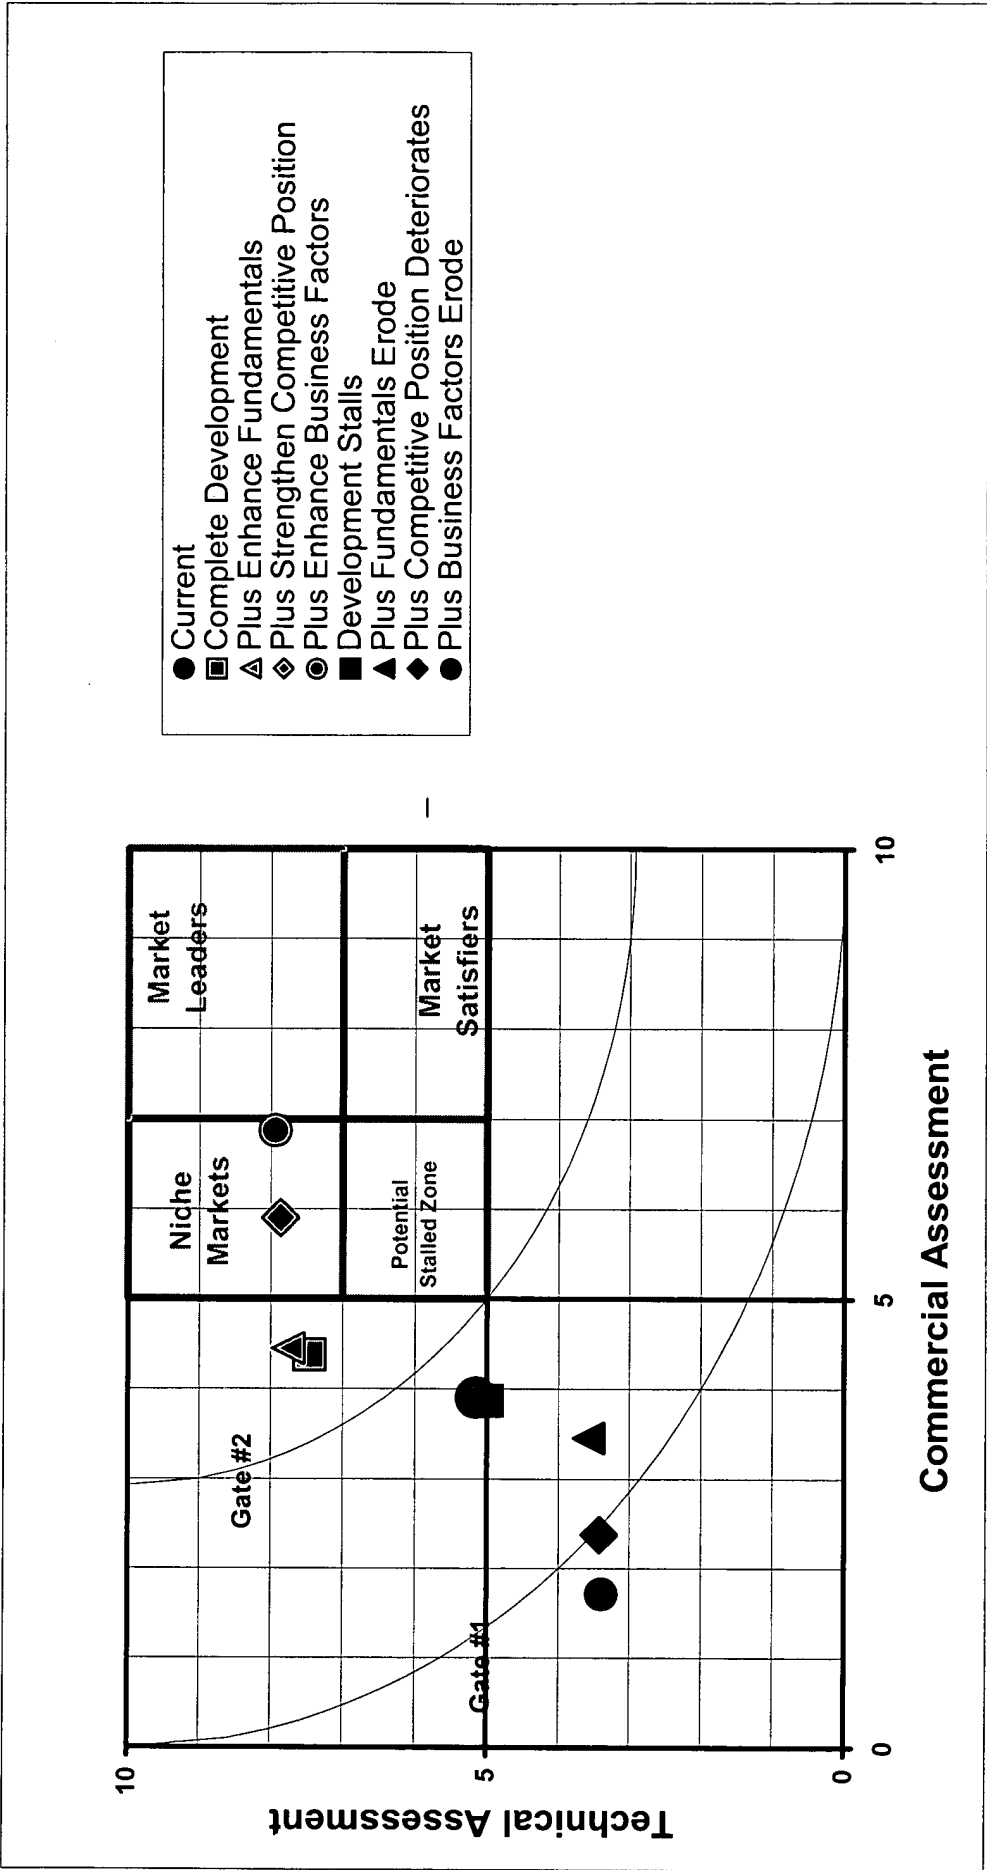 Technical Assessment
10
5
0
Gate #2
Gate #1
Niche
Markets
Market
Leaders
Potential
Stalled Zone
Market
Satisfiers
0
5
10
Commercial Assessment
Current
Complete Development
Plus Enhance Fundamentals
Plus Strengthen Competitive Position
Plus Enhance Business Factors
Development Stalls
Plus Fundamentals Erode
Plus Competitive Position Deteriorates
Plus Business Factors Erode